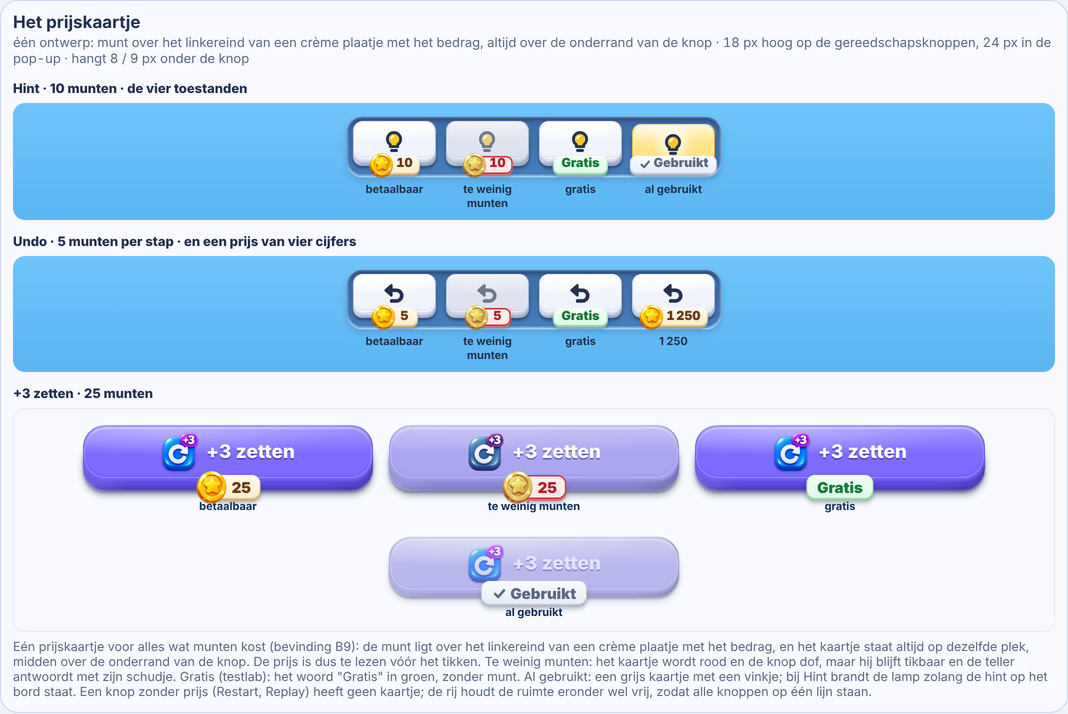 Het prijskaartje
één ontwerp: munt over het linkereind van een crème plaatje met het bedrag, altijd over de onderrand van de knop · 18 px hoog op de gereedschapsknoppen, 24 px in de
pop-up · hangt 8 / 9 px onder de knop
Hint · 10 munten · de vier toestanden
10 10 Gratis ✓ Gebruikt
betaalbaar te weinig munten gratis al gebruikt
Undo · 5 munten per stap · en een prijs van vier cijfers
5 5 Gratis 1 250
betaalbaar te weinig munten gratis 1 250
+3 zetten · 25 munten
+3 +3 zetten +3 +3 zetten +3 +3 zetten
25 25 Gratis
betaalbaar te weinig munten gratis
+3 +3 zetten
✓ Gebruikt
al gebruikt
Eén prijskaartje voor alles wat munten kost (bevinding B9): de munt ligt over het linkereind van een crème plaatje met het bedrag, en het kaartje staat altijd op dezelfde plek,
midden over de onderrand van de knop. De prijs is dus te lezen vóór het tikken. Te weinig munten: het kaartje wordt rood en de knop dof, maar hij blijft tikbaar en de teller
antwoordt met zijn schudje. Gratis (testlab): het woord "Gratis" in groen, zonder munt. Al gebruikt: een grijs kaartje met een vinkje; bij Hint brandt de lamp zolang de hint op het
bord staat. Een knop zonder prijs (Restart, Replay) heeft geen kaartje; de rij houdt de ruimte eronder wel vrij, zodat alle knoppen op één lijn staan.